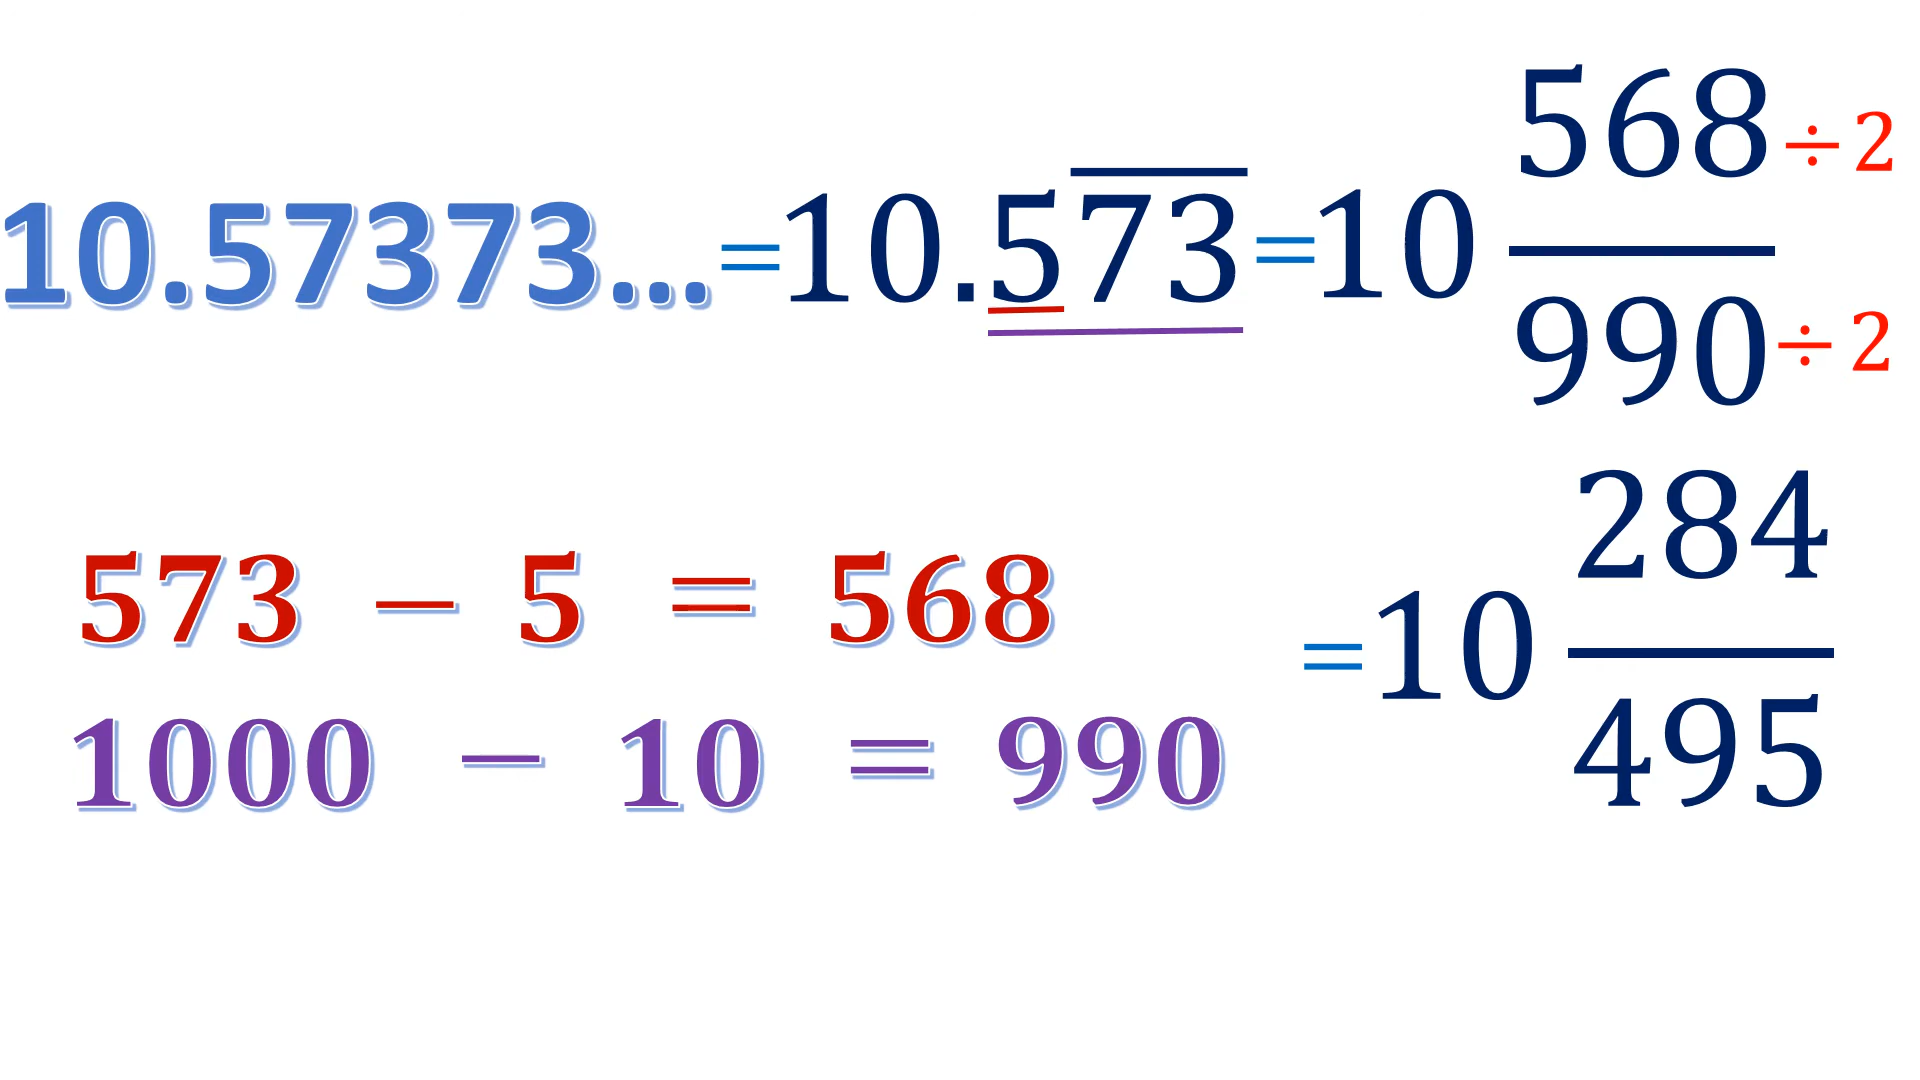 10.57373... = 10.573̅ = 10 568/990 ÷2 ÷2
573 − 5 = 568
= 10 284/495
1000 − 10 = 990